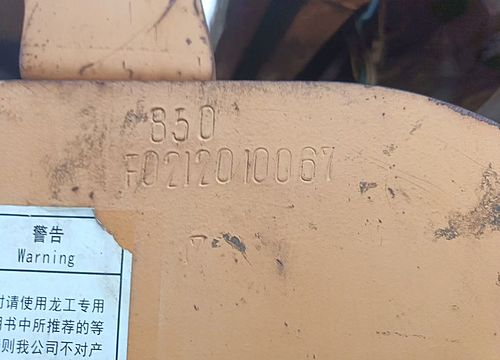 850
F0212010067
警告
Warning
时请使用龙工专用
明书中所推荐的等
则我公司不对产